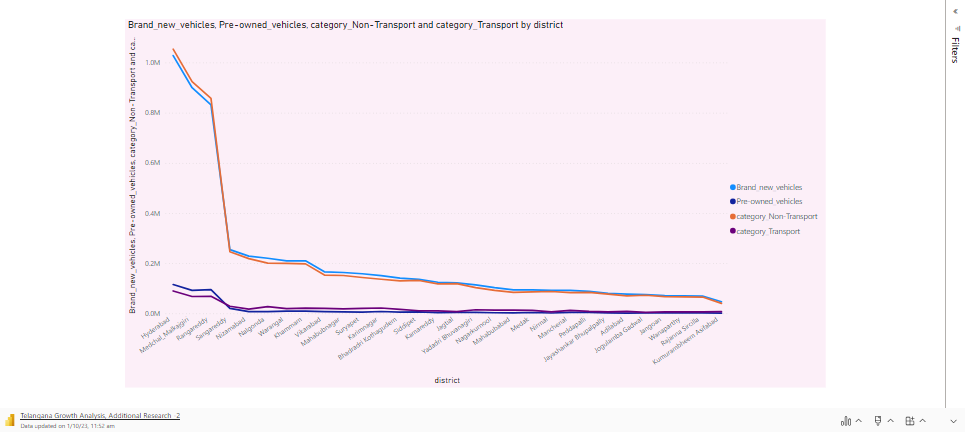 Brand_new_vehicles, Pre-owned_vehicles, category_Non-Transport and category_Transport by district
Filters
Brand_new_vehicles, Pre-owned_vehicles, category_Non-Transport and ca...
1.0M
0.8M
0.6M
0.4M
0.2M
0.0M
Brand_new_vehicles
Pre-owned_vehicles
category_Non-Transport
category_Transport
Hyderabad
Medchal_Malkajgiri
Rangareddy
Sangareddy
Nizamabad
Nalgonda
Warangal
Khammam
Vikarabad
Mahabubnagar
Suryapet
Karimnagar
Bhadradri Kothagudem
Siddipet
Kamareddy
Jagtial
Yadadri Bhuvanagiri
Nagarkurnool
Mahabubabad
Medak
Nirmal
Mancherial
Peddapalli
Jayashankar Bhupalpally
Adilabad
Jogulamba Gadwal
Jangoan
Wanaparthy
Rajanna Sircilla
Kumurambheem Asifabad
district
Telangana Growth Analysis, Additional Research -2
Data updated on 1/10/23, 11:52 am